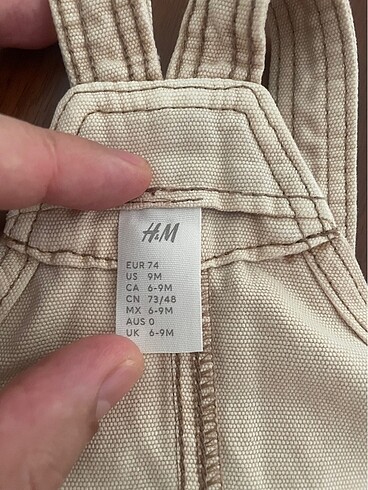 H&M
EUR 74
US 9M
CA 6-9M
CN 73/48
MX 6-9M
AUS 0
UK 6-9M